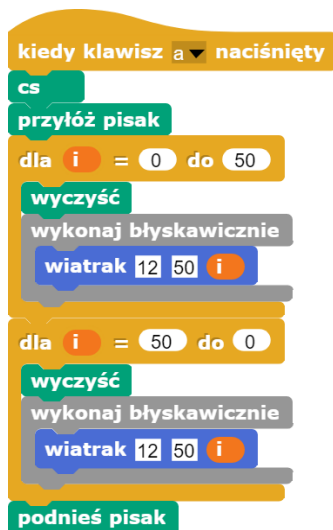 kiedy klawisz a naciśnięty
cs
przyłóż pisak
dla i = 0 do 50
wyczyść
wykonaj błyskawicznie
wiatrak 12 50 i
dla i = 50 do 0
wyczyść
wykonaj błyskawicznie
wiatrak 12 50 i
podnieś pisak